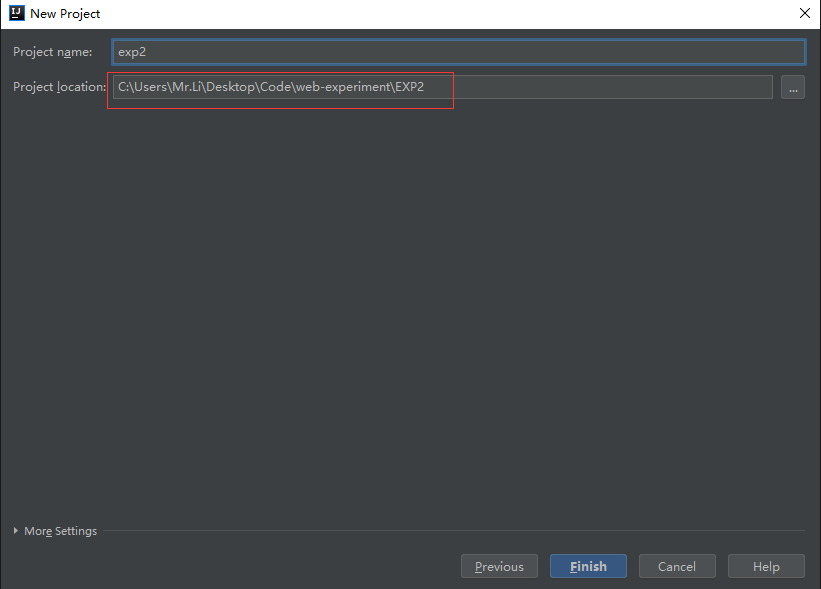 IJ New Project
Project name: exp2
Project location: C:\Users\Mr.Li\Desktop\Code\web-experiment\EXP2 ...
More Settings
Previous Finish Cancel Help